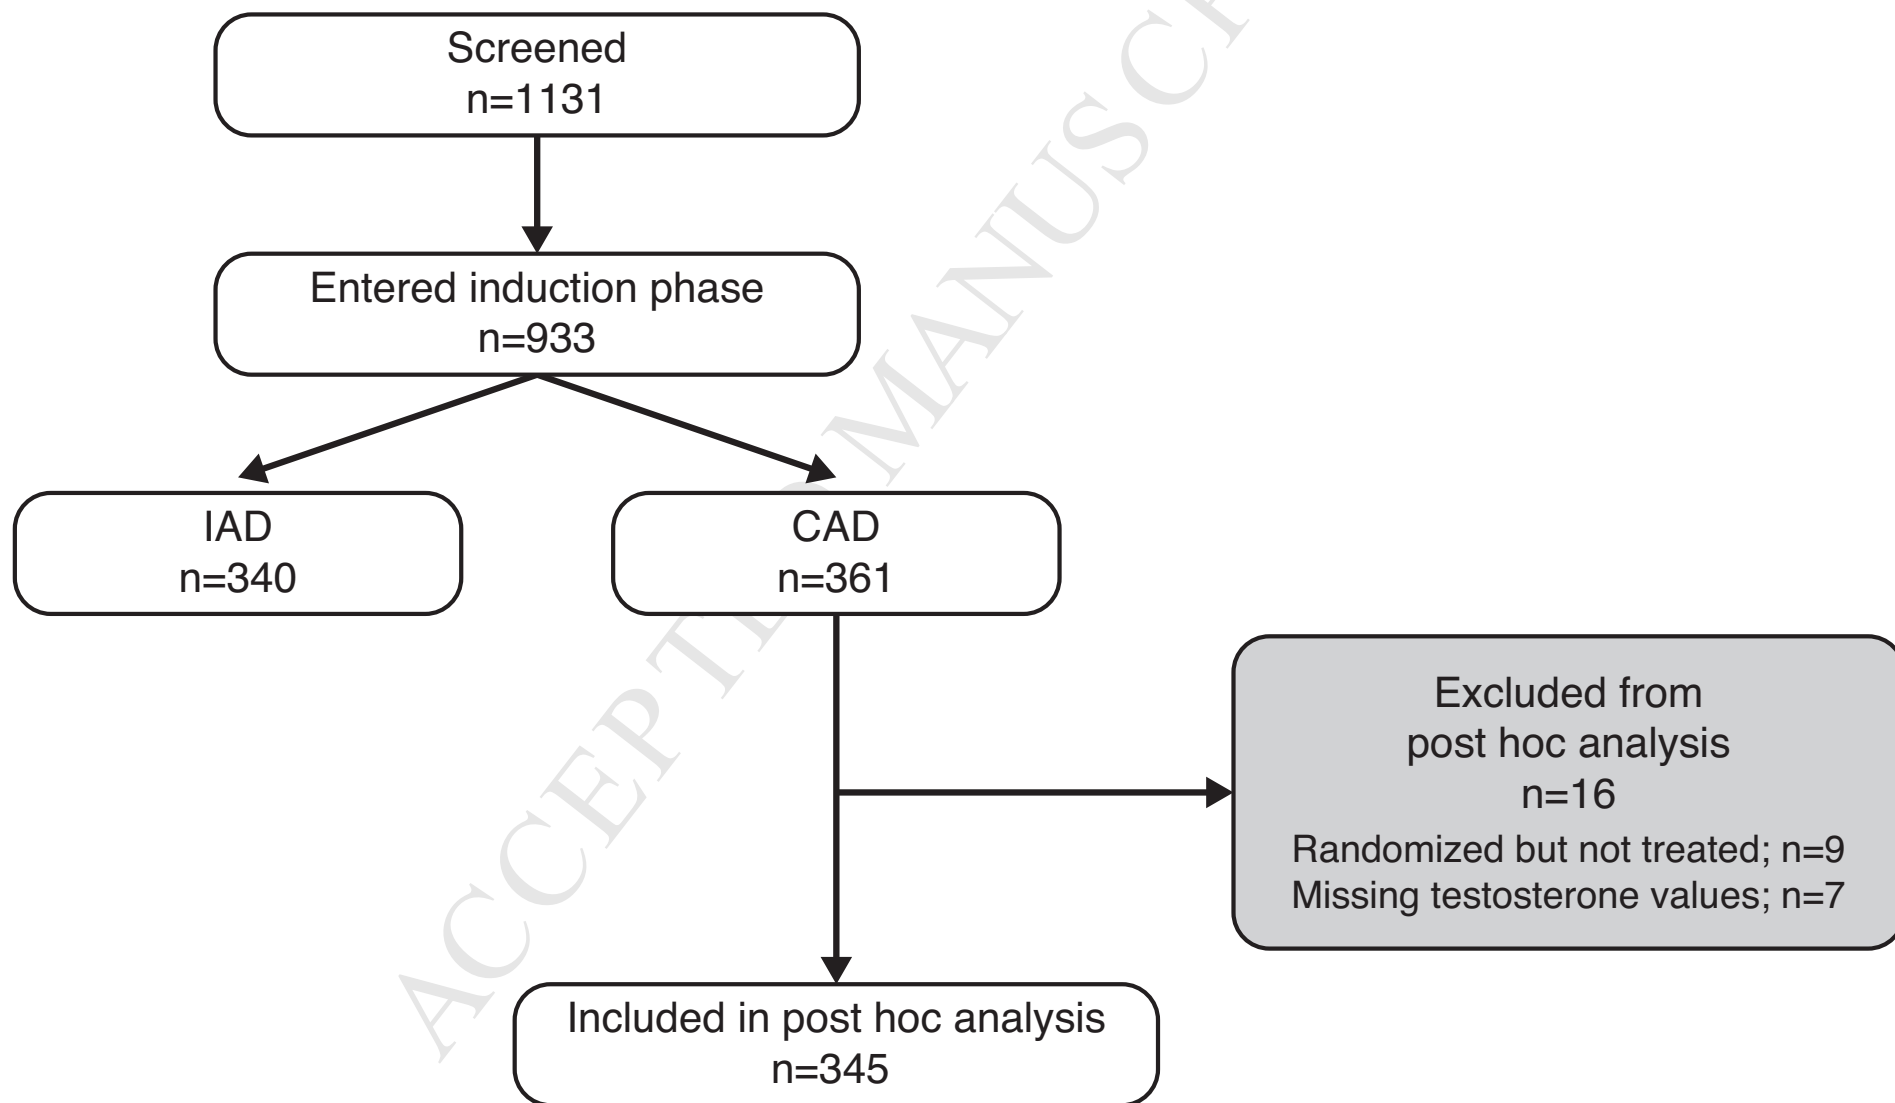 Screened
n=1131
Entered induction phase
n=933
IAD
n=340
CAD
n=361
Excluded from
post hoc analysis
n=16
Randomized but not treated; n=9
Missing testosterone values; n=7
Included in post hoc analysis
n=345